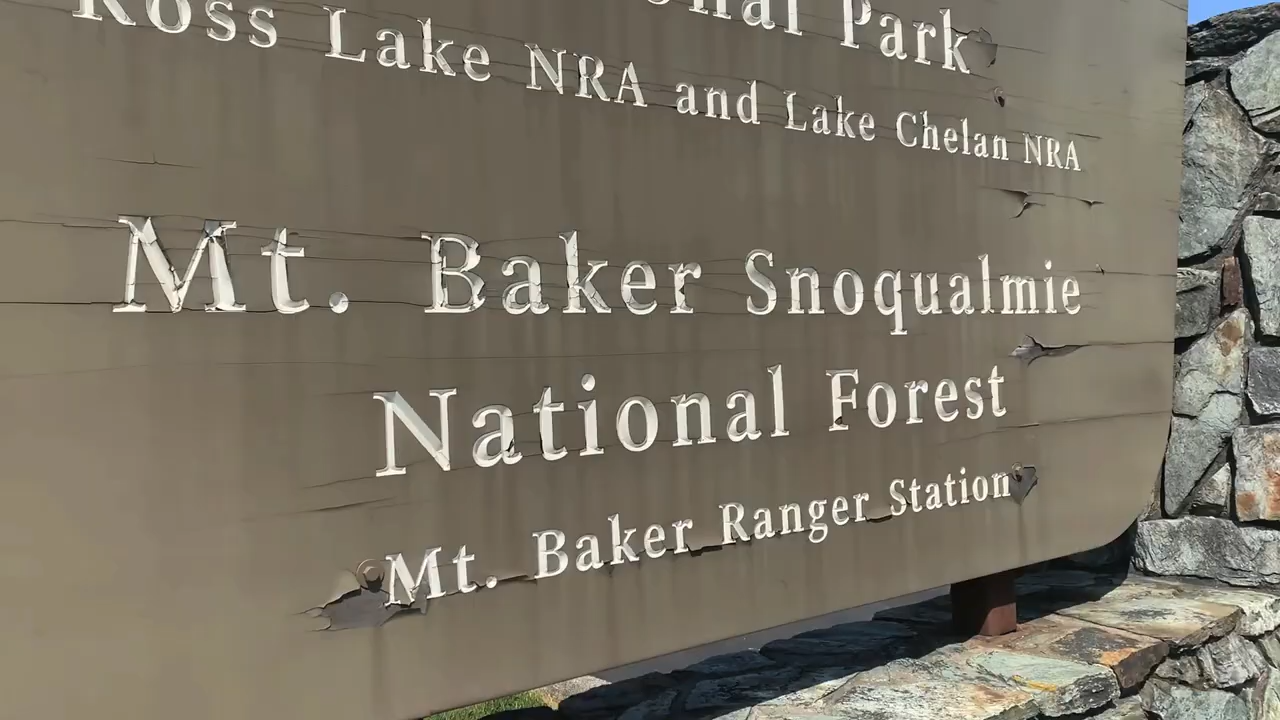 Park
Ross Lake NRA and Lake Chelan NRA
Mt. Baker Snoqualmie
National Forest
Mt. Baker Ranger Station